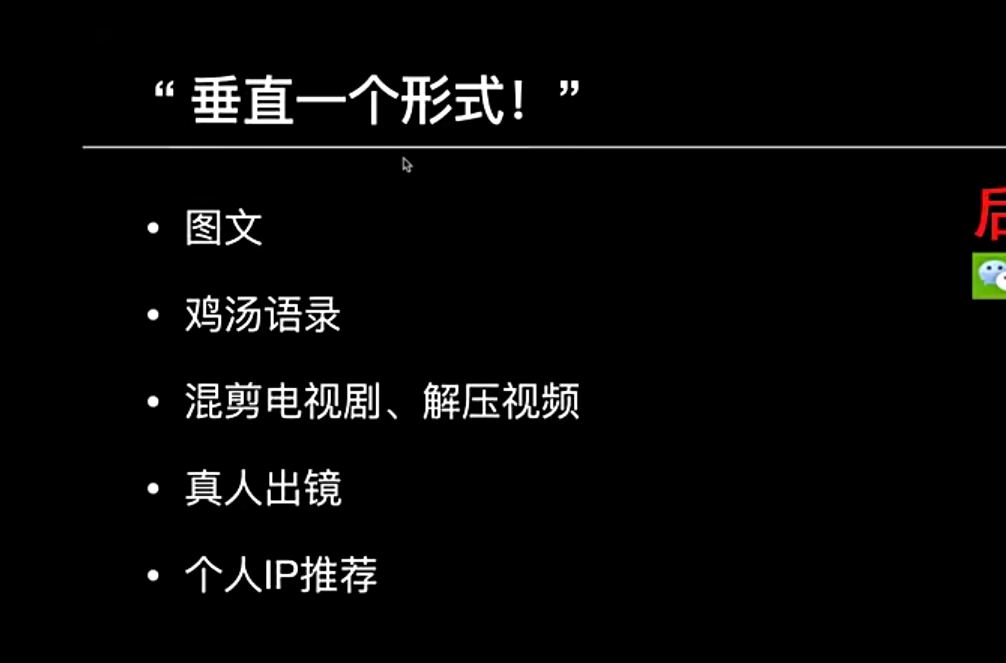 “垂直一个形式！”
• 图文
• 鸡汤语录
• 混剪电视剧、解压视频
• 真人出镜
• 个人IP推荐